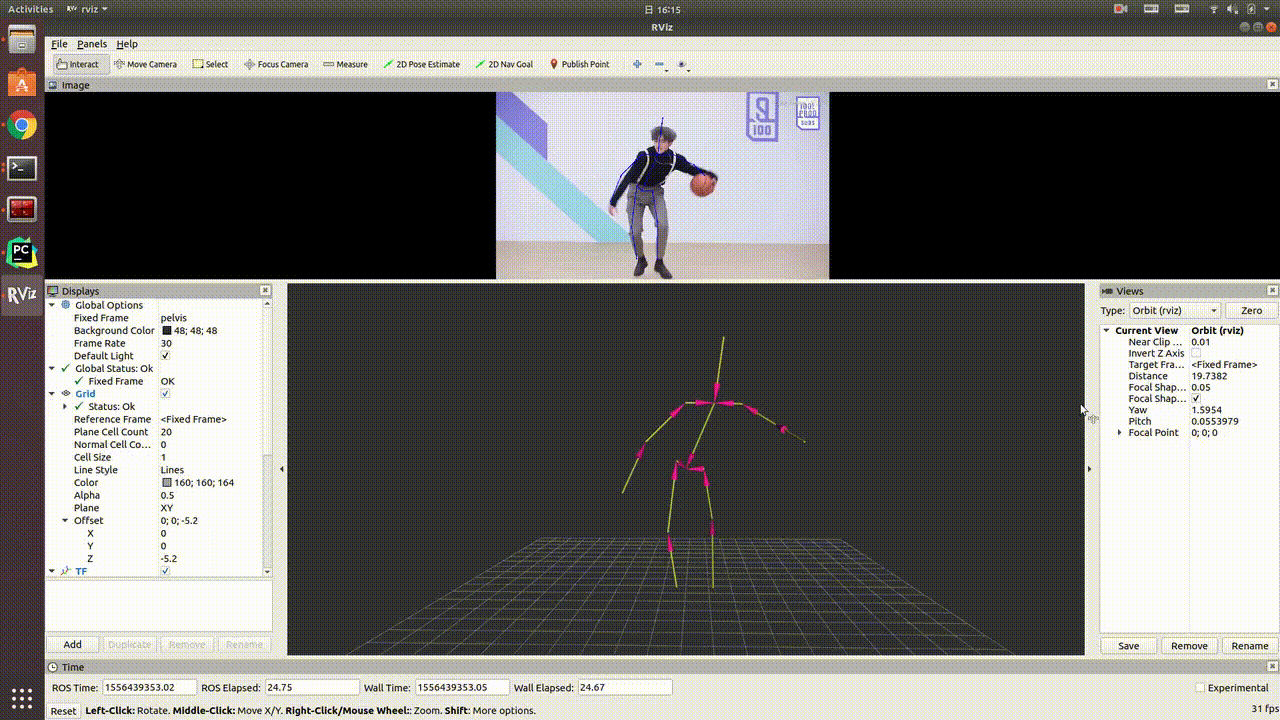 Activities
rviz
日 16:15
RViz
File Panels Help
Interact Move Camera Select Focus Camera Measure 2D Pose Estimate 2D Nav Goal Publish Point
Image
SL
100
Displays
Global Options
Fixed Frame pelvis
Background Color 48; 48; 48
Frame Rate 30
Default Light
Global Status: Ok
Fixed Frame OK
Grid
Status: Ok
Reference Frame <Fixed Frame>
Plane Cell Count 20
Normal Cell Co... 0
Cell Size 1
Line Style Lines
Color 160; 160; 164
Alpha 0.5
Plane XY
Offset 0; 0; -5.2
X 0
Y 0
Z -5.2
TF
Add Duplicate Remove Rename
Views
Type: Orbit (rviz) Zero
Current View Orbit (rviz)
Near Clip ... 0.01
Invert Z Axis
Target Fra... <Fixed Frame>
Distance 19.7382
Focal Shap... 0.05
Focal Shap...
Yaw 1.5954
Pitch 0.0553979
Focal Point 0; 0; 0
Save Remove Rename
PC
RViz
Time
ROS Time: 1556439353.02 ROS Elapsed: 24.75 Wall Time: 1556439353.05 Wall Elapsed: 24.67 Experimental
Reset Left-Click: Rotate. Middle-Click: Move X/Y. Right-Click/Mouse Wheel:: Zoom. Shift: More options. 31 fps